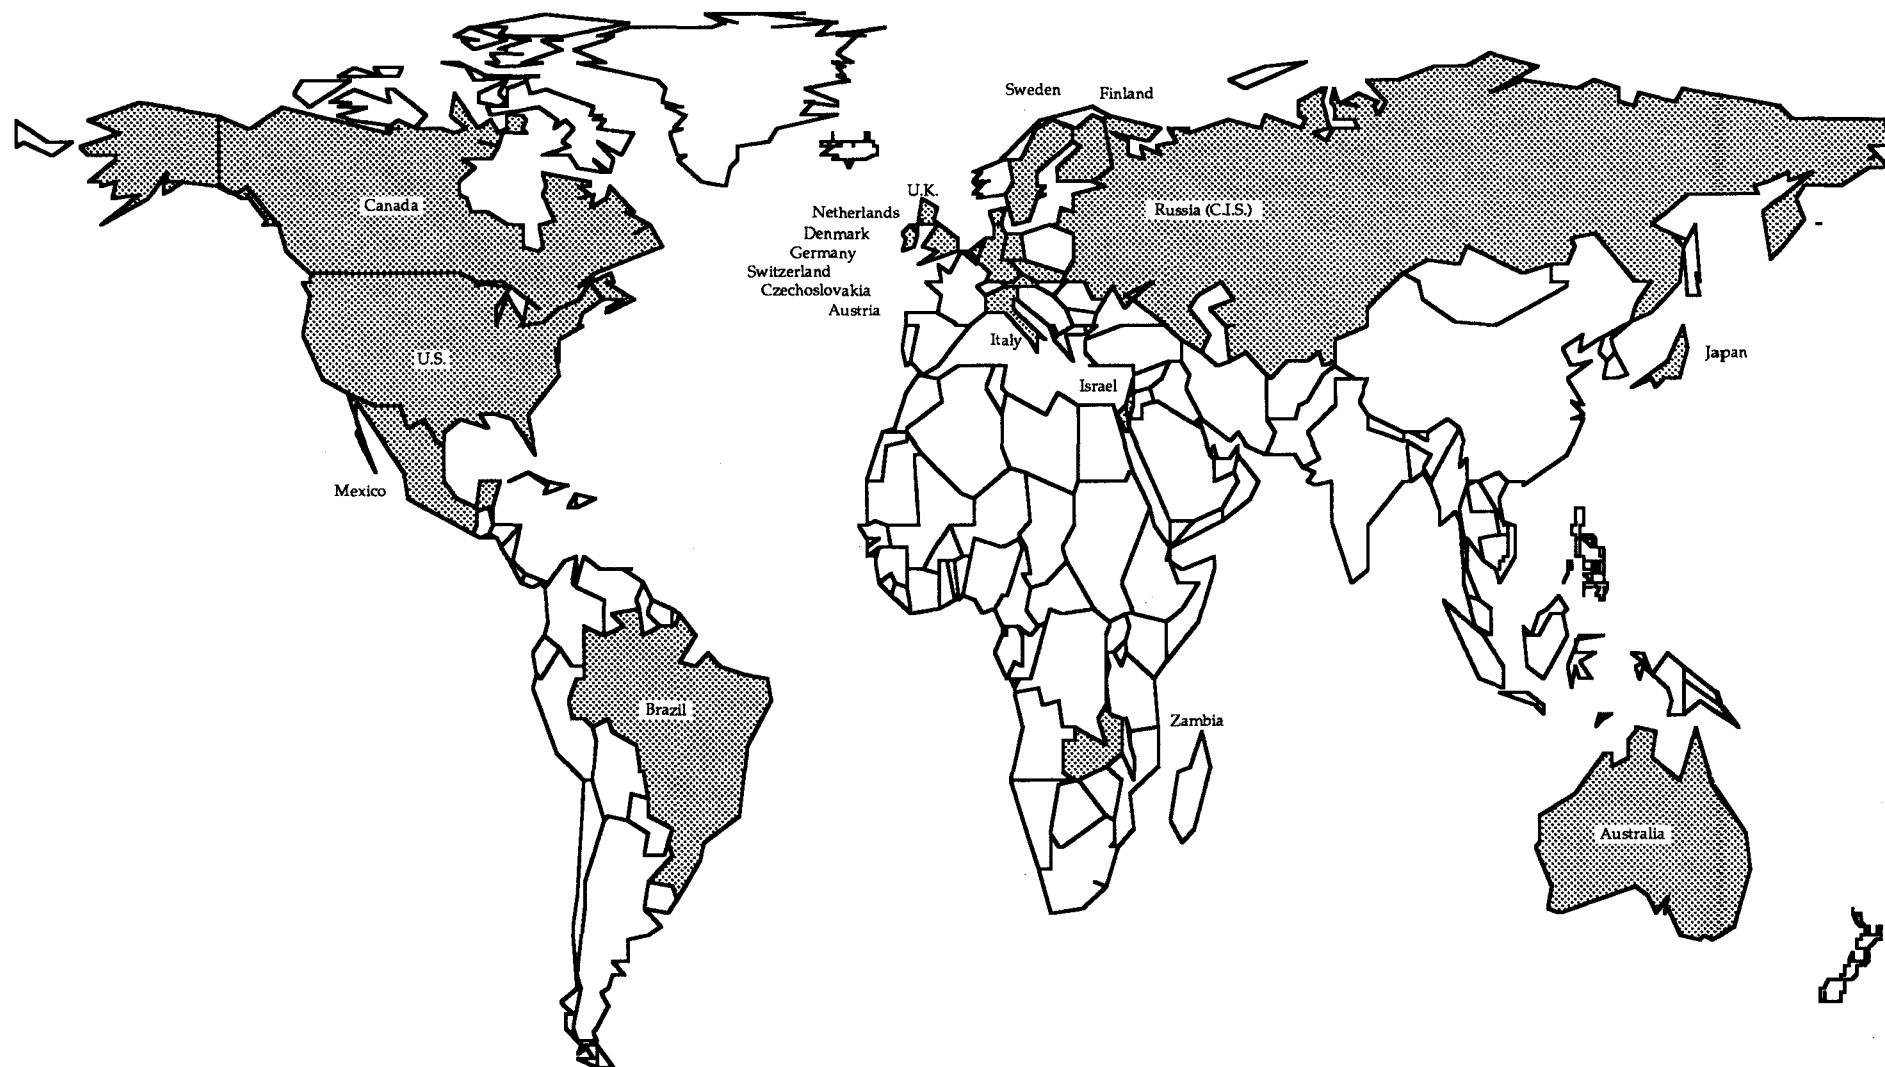 Sweden
Finland
U.K.
Canada
Netherlands
Russia (C.I.S.)
Denmark
Germany
Switzerland
Czechoslovakia
Austria
Italy
Japan
U.S.
Israel
Mexico
Brazil
Zambia
Australia